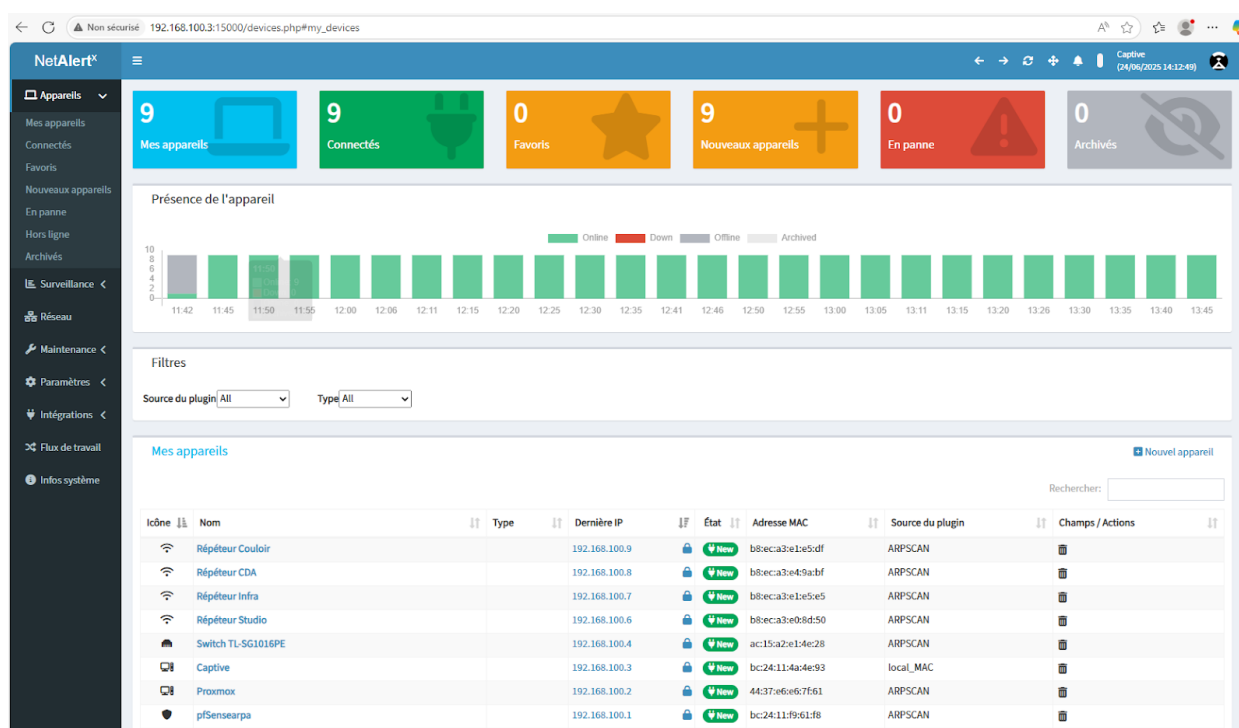 Non sécurisé 192.168.100.3:15000/devices.php#my_devices
NetAlertX
Captive
(24/06/2025 14:12:49)
Appareils
Mes appareils
Connectés
Favoris
Nouveaux appareils
En panne
Hors ligne
Archivés
Surveillance
Réseau
Maintenance
Paramètres
Intégrations
Flux de travail
Infos système
9 9 0 9 0 0
Mes appareils Connectés Favoris Nouveaux appareils En panne Archivés
Présence de l'appareil
Online Down Offline Archived
10
8
6
4
2
0
11:50
11:42 11:45 11:50 11:55 12:00 12:06 12:11 12:15 12:20 12:25 12:30 12:35 12:41 12:46 12:50 12:55 13:00 13:05 13:11 13:15 13:20 13:26 13:30 13:35 13:40 13:45
Filtres
Source du plugin All Type All
Mes appareils Nouvel appareil
Rechercher:
Icône Nom Type Dernière IP État Adresse MAC Source du plugin Champs / Actions
Répéteur Couloir 192.168.100.9 New b8:ec:a3:e1:e5:df ARPSCAN
Répéteur CDA 192.168.100.8 New b8:ec:a3:e4:9a:bf ARPSCAN
Répéteur Infra 192.168.100.7 New b8:ec:a3:e1:e5:e5 ARPSCAN
Répéteur Studio 192.168.100.6 New b8:ec:a3:e0:8d:50 ARPSCAN
Switch TL-SG1016PE 192.168.100.4 New ac:15:a2:e1:4e:28 ARPSCAN
Captive 192.168.100.3 New bc:24:11:4a:4e:93 local_MAC
Proxmox 192.168.100.2 New 44:37:e6:e6:7f:61 ARPSCAN
pfSensearpa 192.168.100.1 New bc:24:11:f9:61:f8 ARPSCAN